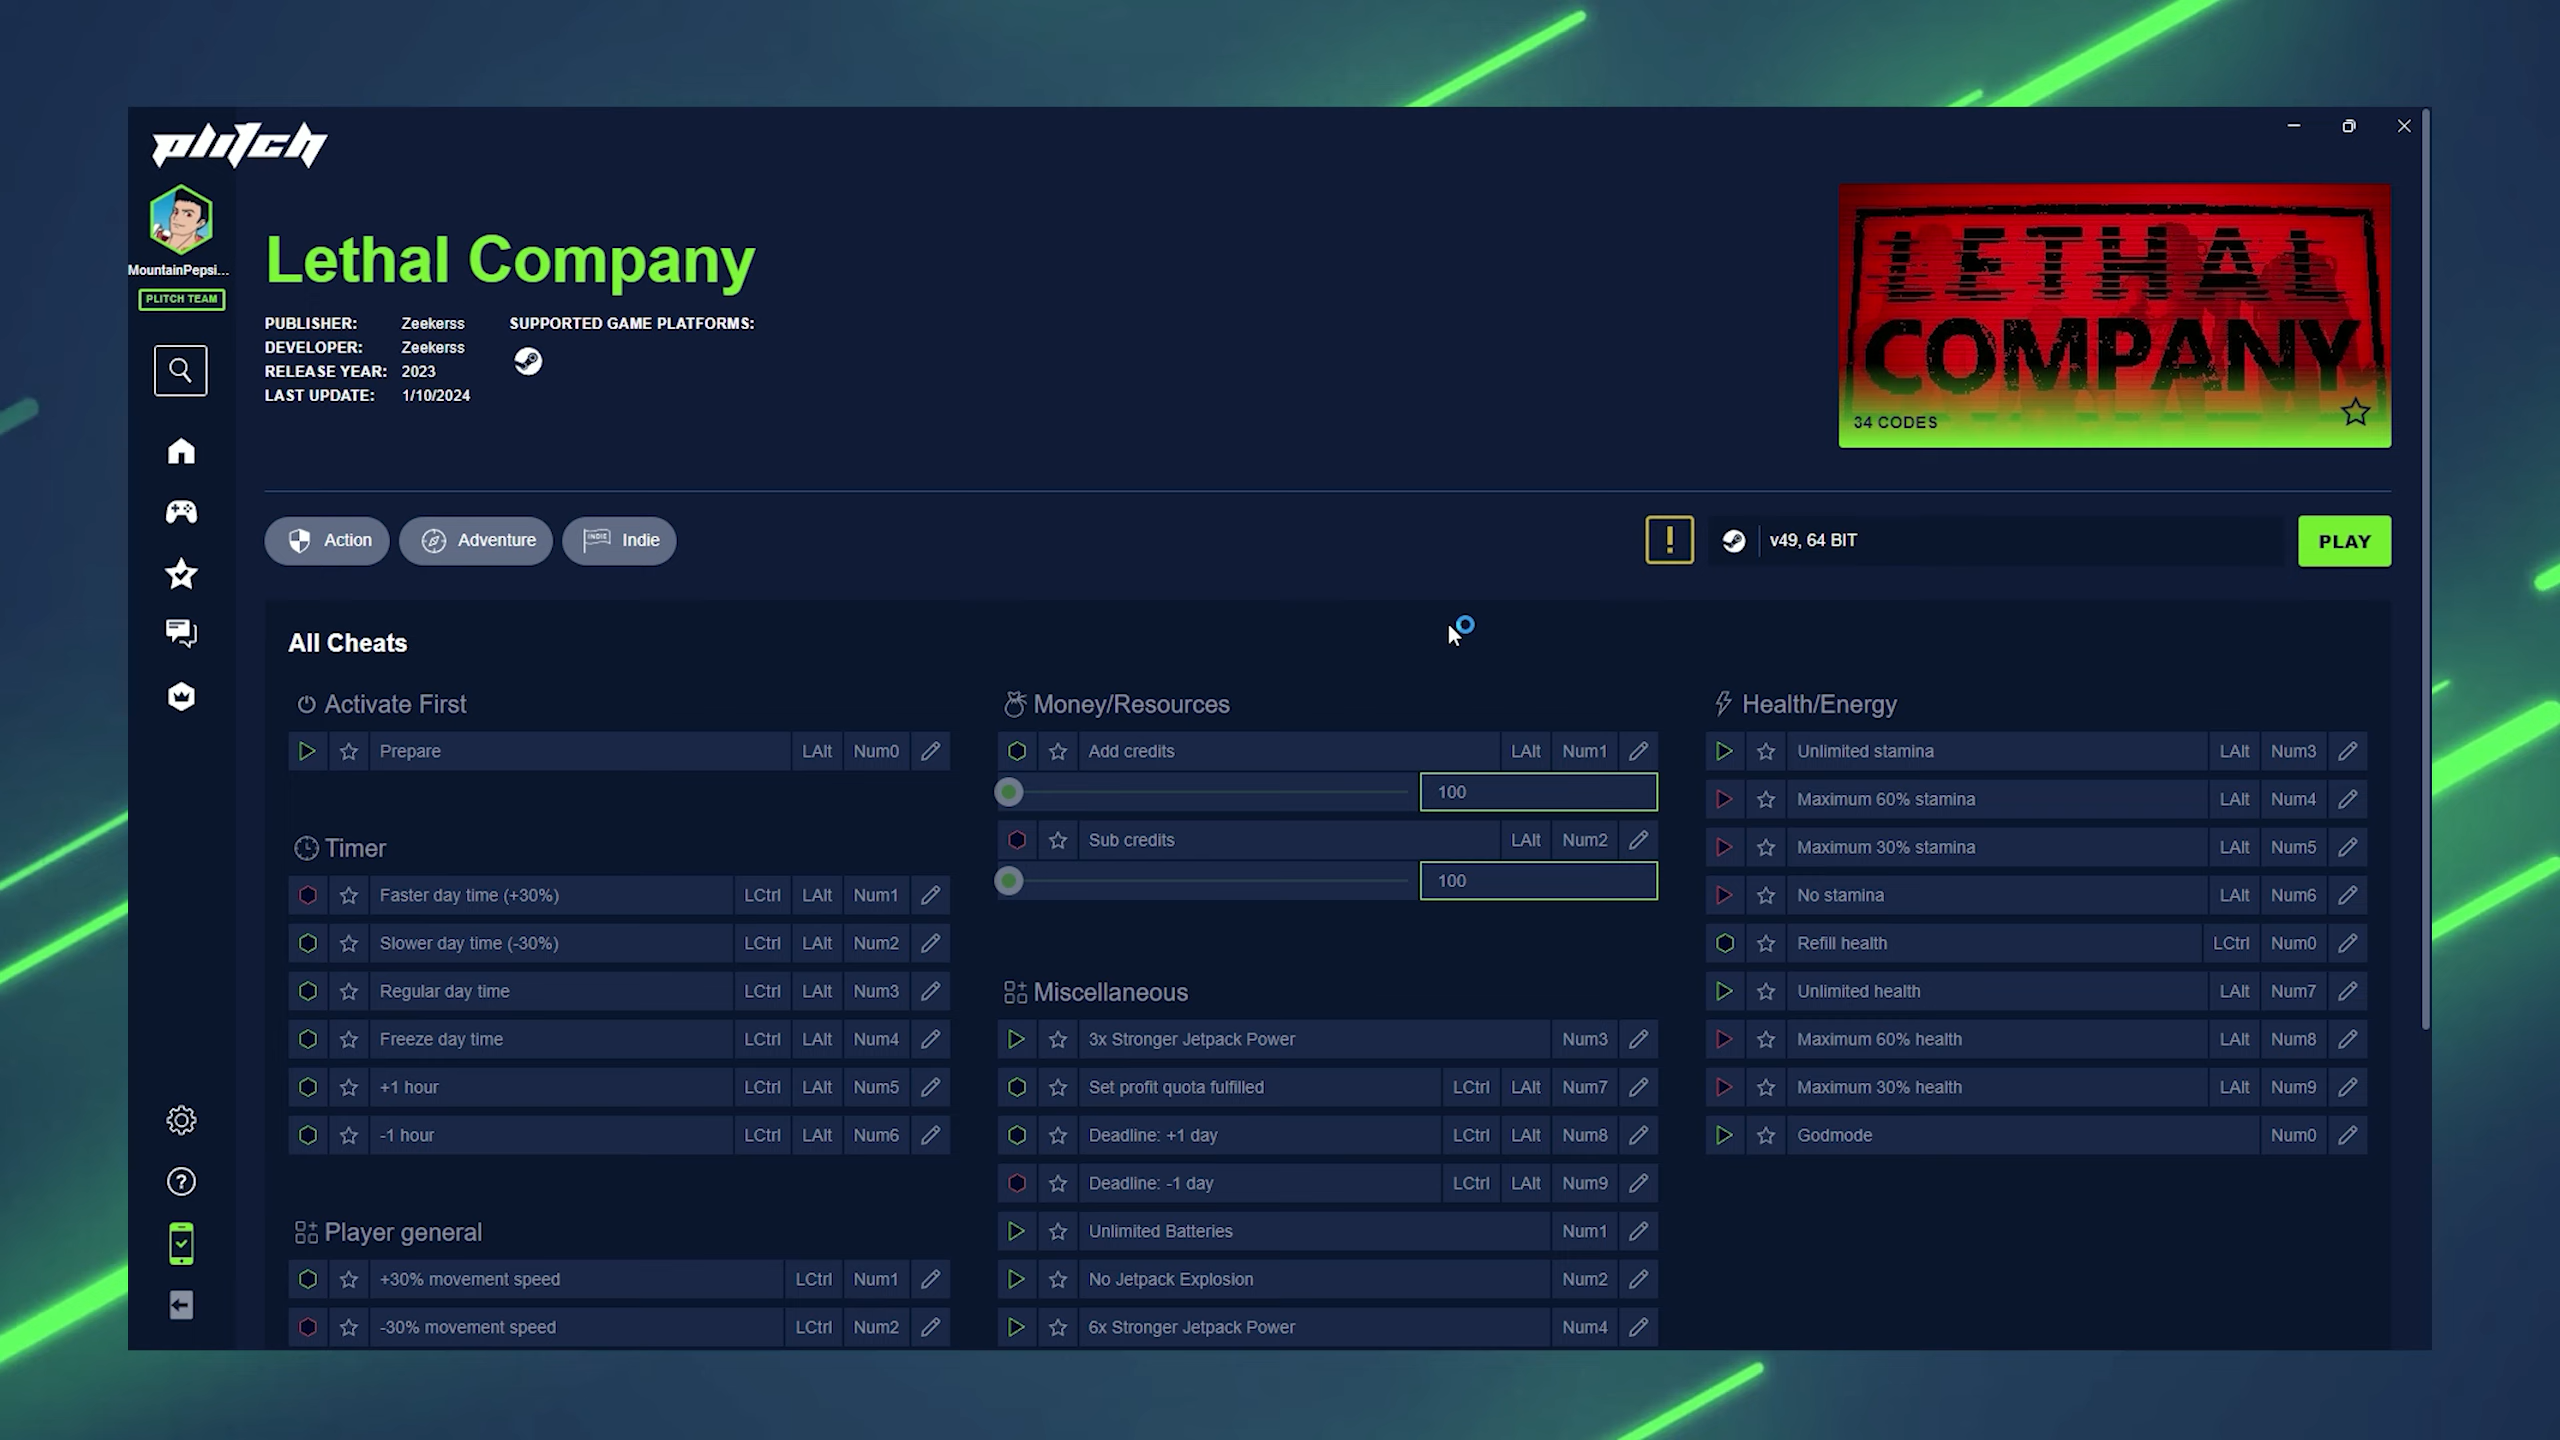 plitch
MountainPepsi...
PLITCH TEAM
Lethal Company
PUBLISHER: Zeekerss
DEVELOPER: Zeekerss
RELEASE YEAR: 2023
LAST UPDATE: 1/10/2024
SUPPORTED GAME PLATFORMS:
LETHAL
COMPANY
34 CODES
Action
Adventure
INDIE Indie
! v49, 64 BIT
PLAY
All Cheats
Activate First
Prepare LAlt Num0
Timer
Faster day time (+30%) LCtrl LAlt Num1
Slower day time (-30%) LCtrl LAlt Num2
Regular day time LCtrl LAlt Num3
Freeze day time LCtrl LAlt Num4
+1 hour LCtrl LAlt Num5
-1 hour LCtrl LAlt Num6
Player general
+30% movement speed LCtrl Num1
-30% movement speed LCtrl Num2
Money/Resources
Add credits LAlt Num1
100
Sub credits LAlt Num2
100
Miscellaneous
3x Stronger Jetpack Power Num3
Set profit quota fulfilled LCtrl LAlt Num7
Deadline: +1 day LCtrl LAlt Num8
Deadline: -1 day LCtrl LAlt Num9
Unlimited Batteries Num1
No Jetpack Explosion Num2
6x Stronger Jetpack Power Num4
Health/Energy
Unlimited stamina LAlt Num3
Maximum 60% stamina LAlt Num4
Maximum 30% stamina LAlt Num5
No stamina LAlt Num6
Refill health LCtrl Num0
Unlimited health LAlt Num7
Maximum 60% health LAlt Num8
Maximum 30% health LAlt Num9
Godmode Num0